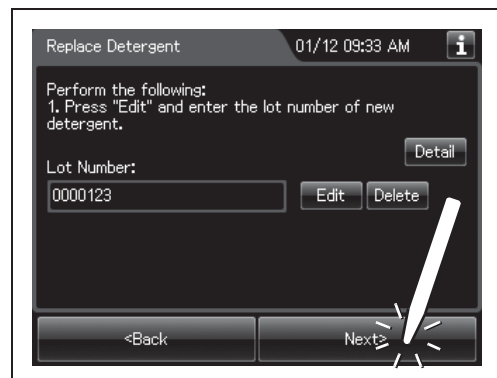 Replace Detergent
01/12 09:33 AM
i
Perform the following:
1. Press "Edit" and enter the lot number of new
detergent.
Detail
Lot Number:
0000123
Edit
Delete
<Back
Next>